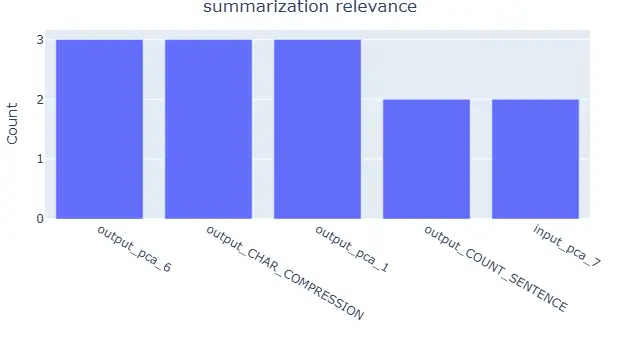 summarization relevance
Count
3
2
1
0
output_pca_6
output_CHAR_COMPRESSION
output_pca_1
output_COUNT_SENTENCE
input_pca_7